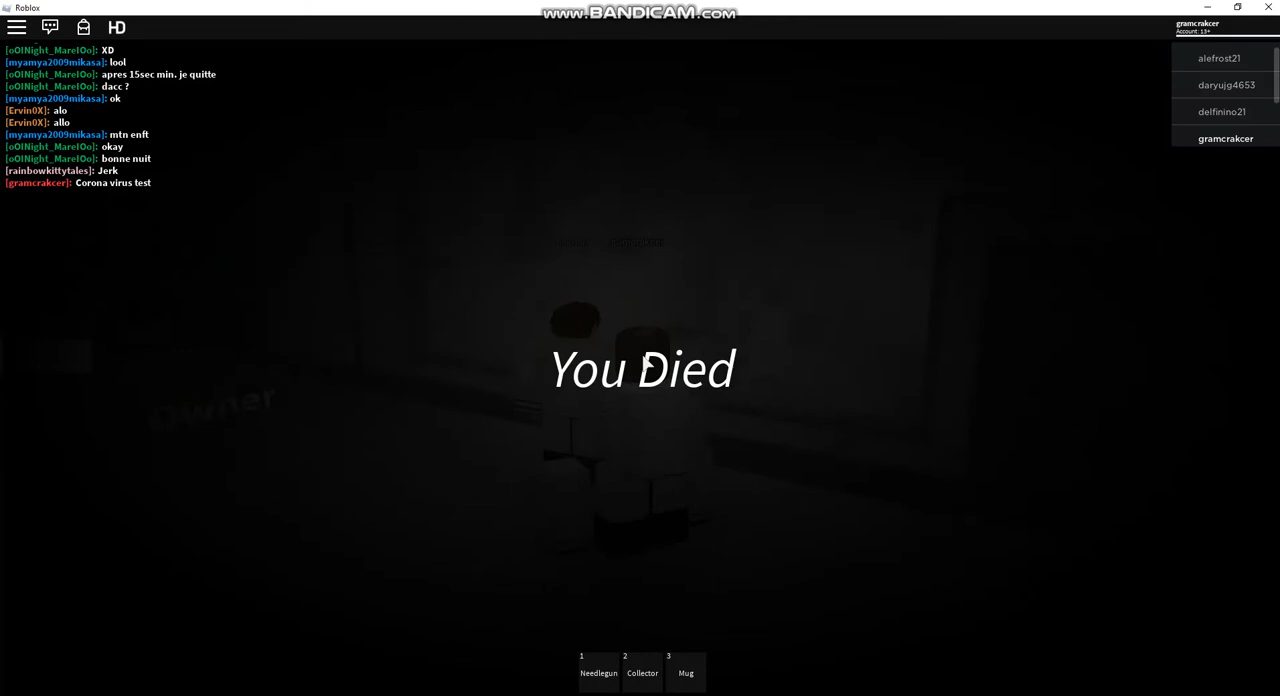 Roblox
www.BANDICAM.com
HD
gramcrakcer
Account: 13+
[oOINight_MareIOo]: XD
[myamya2009mikasa]: lool
[oOINight_MareIOo]: apres 15sec min. je quitte
[oOINight_MareIOo]: dacc ?
[myamya2009mikasa]: ok
[Ervin0X]: alo
[Ervin0X]: allo
[myamya2009mikasa]: mtn enft
[oOINight_MareIOo]: okay
[oOINight_MareIOo]: bonne nuit
[rainbowkittytales]: Jerk
[gramcrakcer]: Corona virus test
alefrost21
daryujg4653
delfinino21
gramcrakcer
You Died
Owner
1
Needlegun
2
Collector
3
Mug